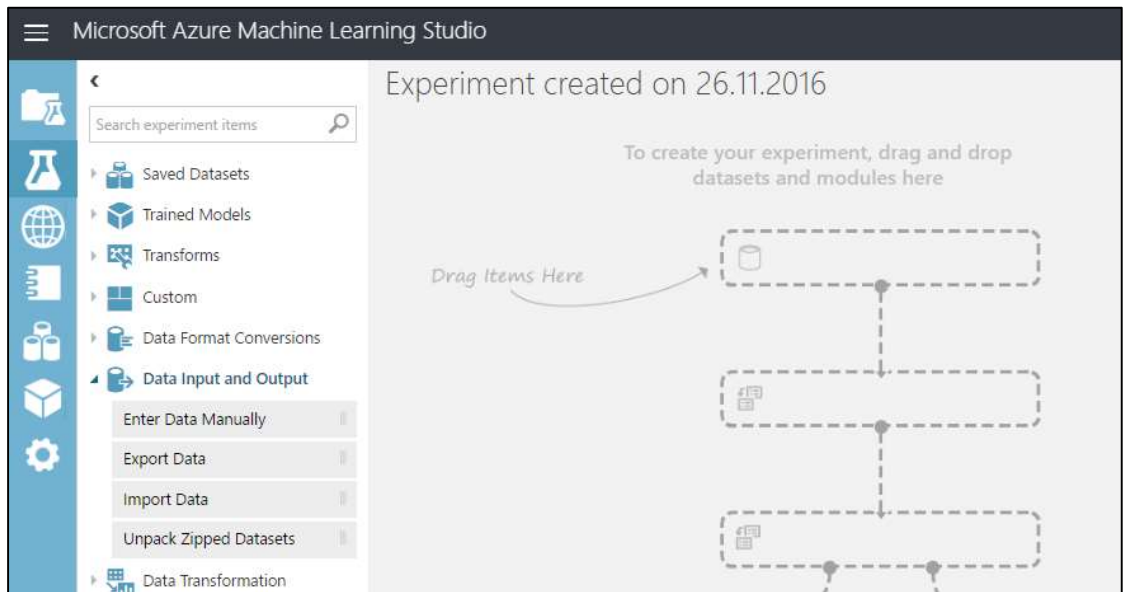 Microsoft Azure Machine Learning Studio
Experiment created on 26.11.2016
Search experiment items
Saved Datasets
Trained Models
Transforms
Custom
Data Format Conversions
Data Input and Output
Enter Data Manually
Export Data
Import Data
Unpack Zipped Datasets
Data Transformation
To create your experiment, drag and drop
datasets and modules here
Drag Items Here